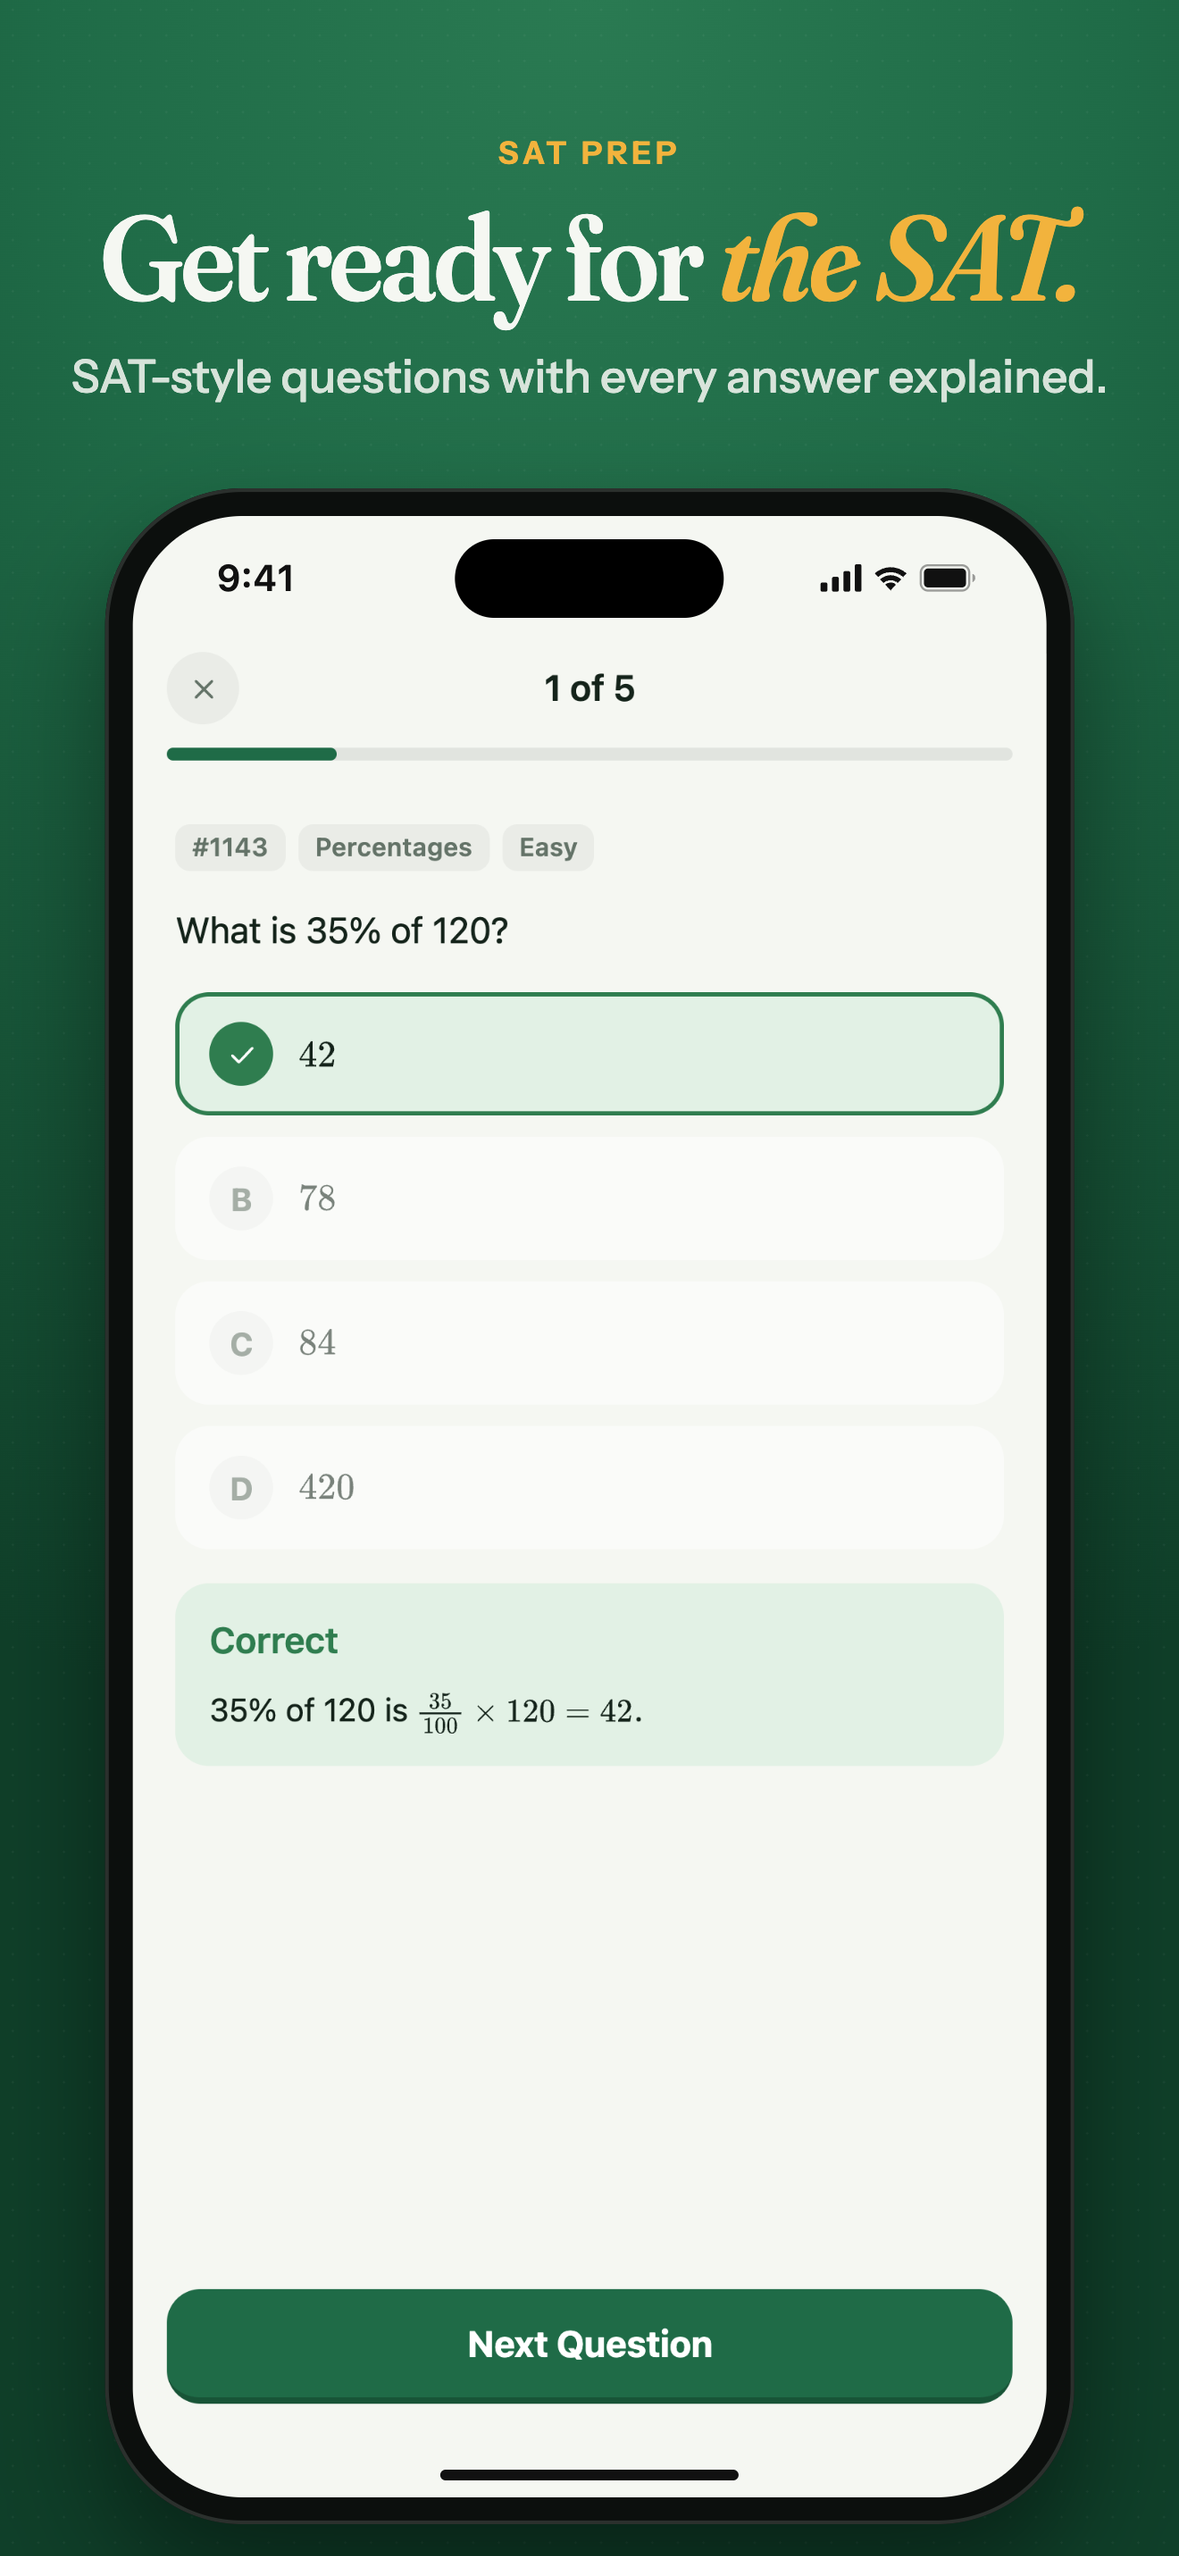 SAT PREP
Get ready for the SAT.
SAT-style questions with every answer explained.
9:41
1 of 5
#1143 Percentages Easy
What is 35% of 120?
42
B 78
C 84
D 420
Correct
35% of 120 is 35/100 × 120 = 42.
Next Question